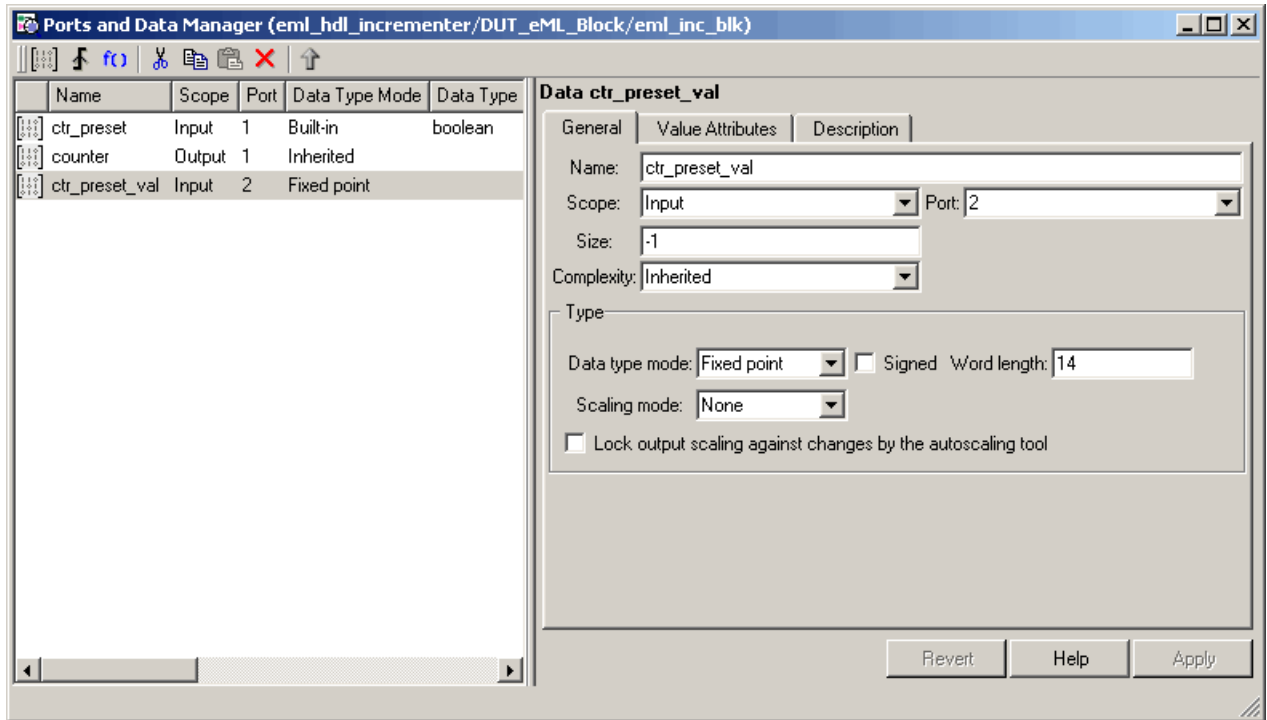 Ports and Data Manager (eml_hdl_incrementer/DUT_eML_Block/eml_inc_blk)
f()
Name Scope Port Data Type Mode Data Type
ctr_preset Input 1 Built-in boolean
counter Output 1 Inherited
ctr_preset_val Input 2 Fixed point
Data ctr_preset_val
General Value Attributes Description
Name: ctr_preset_val
Scope: Input Port: 2
Size: -1
Complexity: Inherited
Type
Data type mode: Fixed point Signed Word length: 14
Scaling mode: None
Lock output scaling against changes by the autoscaling tool
Revert Help Apply